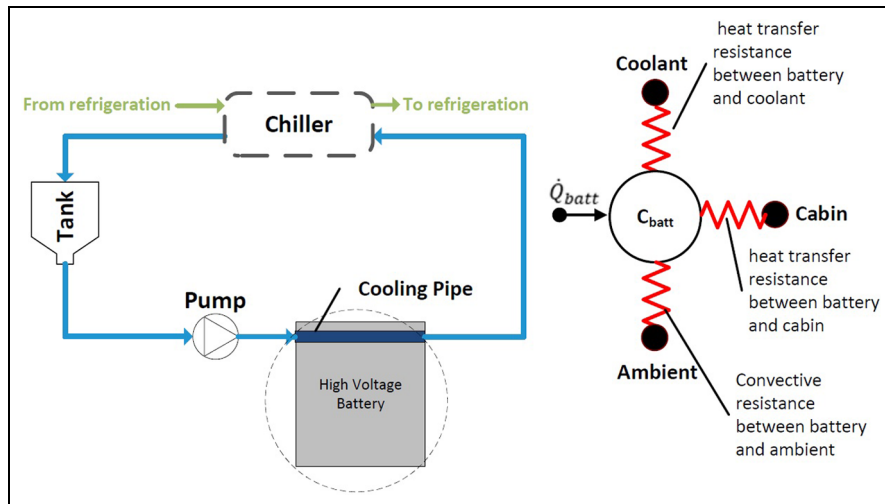 From refrigeration
To refrigeration
Chiller
Tank
Pump
Cooling Pipe
High Voltage
Battery
heat transfer
resistance
between battery
and coolant
Coolant
Q̇batt
Cbatt
Cabin
heat transfer
resistance
between battery
and cabin
Ambient
Convective
resistance
between battery
and ambient